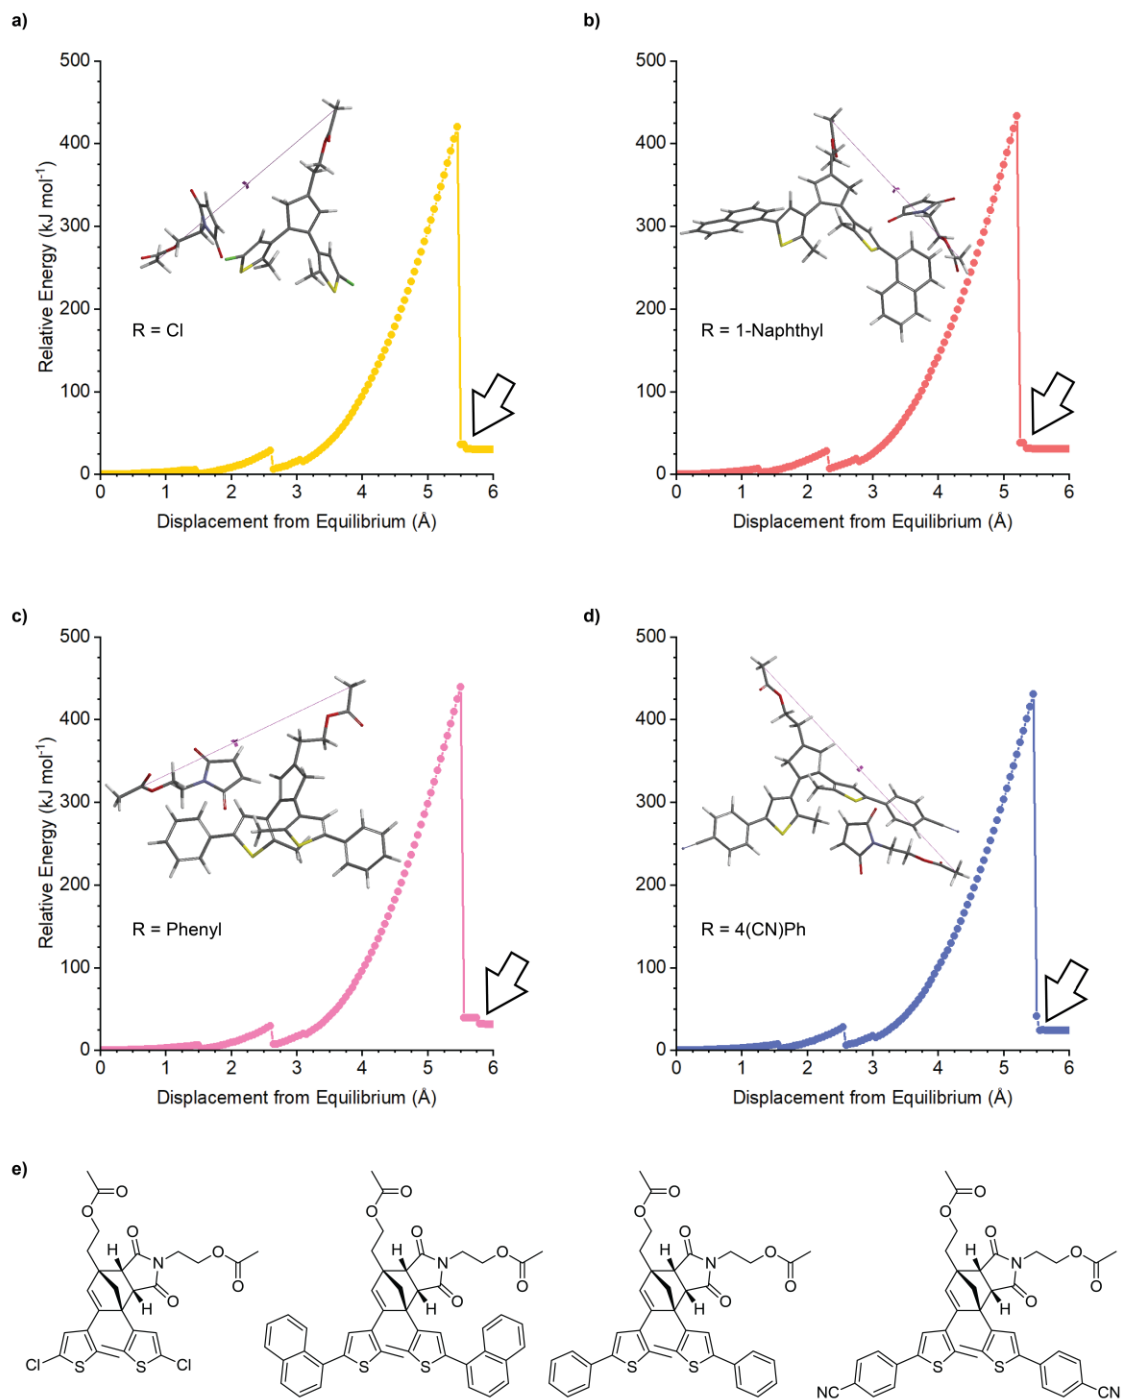 a)
b)
500
400
300
200
100
0
Relative Energy (kJ mol⁻¹)
R = Cl
0 1 2 3 4 5 6
Displacement from Equilibrium (Å)
500
400
300
200
100
0
R = 1-Naphthyl
0 1 2 3 4 5 6
Displacement from Equilibrium (Å)
c)
d)
500
400
300
200
100
0
Relative Energy (kJ mol⁻¹)
R = Phenyl
0 1 2 3 4 5 6
Displacement from Equilibrium (Å)
500
400
300
200
100
0
R = 4(CN)Ph
0 1 2 3 4 5 6
Displacement from Equilibrium (Å)
e)
O
O
H
O
N
O
O
O
H
S
S
Cl
Cl
O
O
H
O
N
O
O
O
H
S
S
O
O
H
O
N
O
O
O
H
S
S
O
O
H
O
N
O
O
O
H
S
S
NC
CN